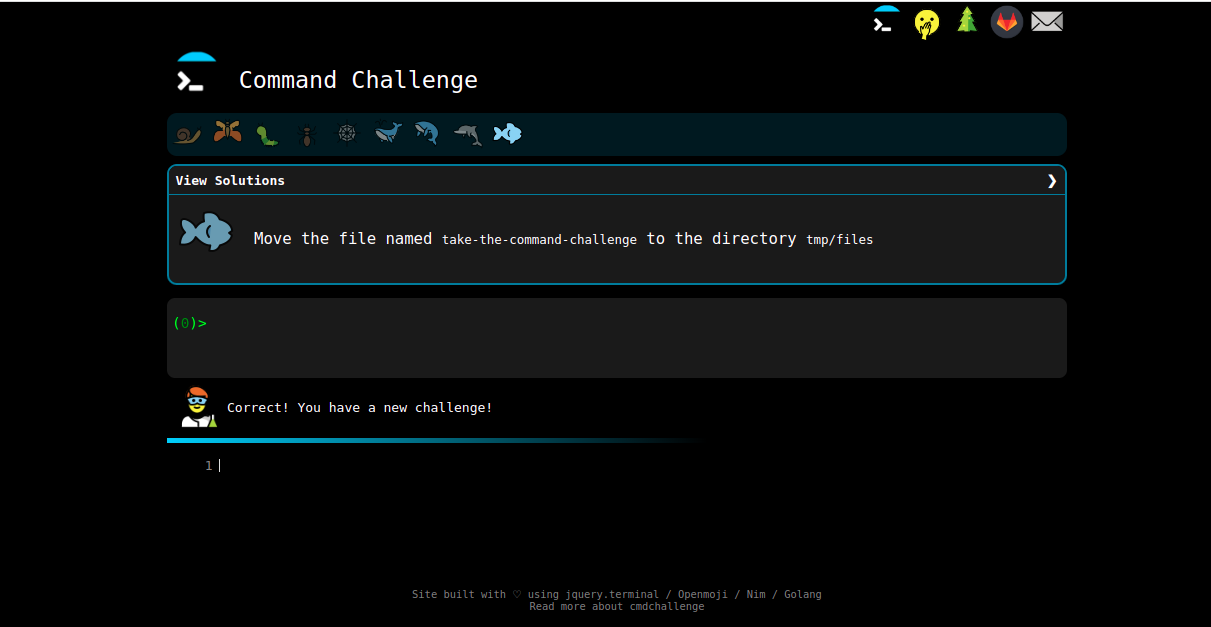 Command Challenge
View Solutions ❯
Move the file named take-the-command-challenge to the directory tmp/files
(0)>
Correct! You have a new challenge!
1
Site built with ♡ using jquery.terminal / Openmoji / Nim / Golang
Read more about cmdchallenge